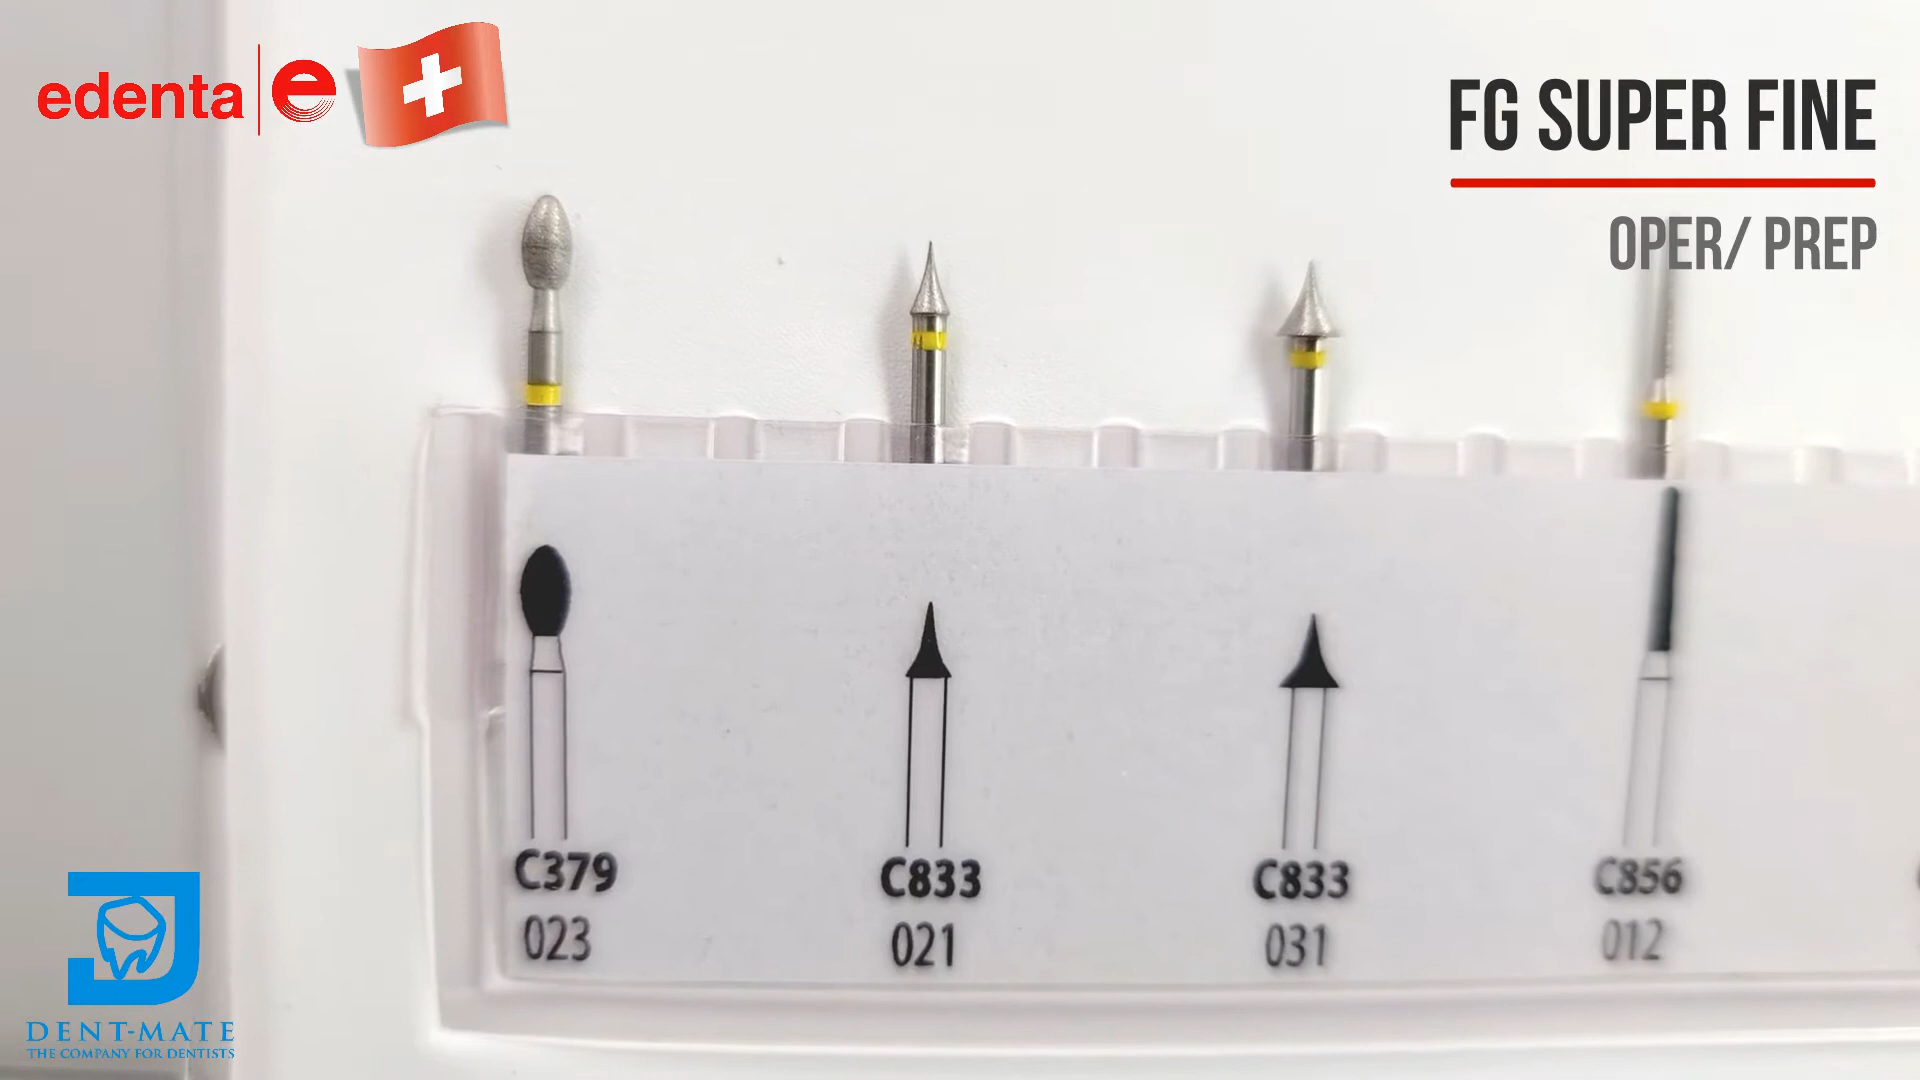 edenta e
FG SUPER FINE
OPER/ PREP
C379
023
C833
021
C833
031
C856
012
DENT-MATE
THE COMPANY FOR DENTISTS